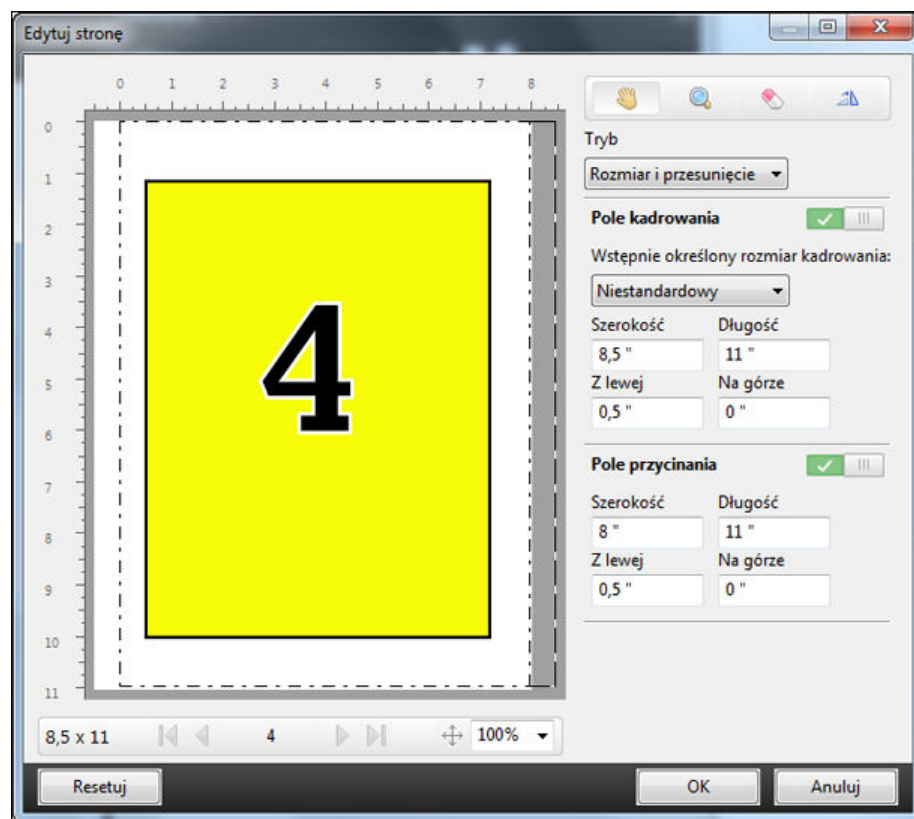 Edytuj stronę
0 1 2 3 4 5 6 7 8
0
1
2
3
4
5
6
7
8
9
10
11
4
8,5 x 11 4 100%
Tryb
Rozmiar i przesunięcie
Pole kadrowania
Wstępnie określony rozmiar kadrowania:
Niestandardowy
Szerokość Długość
8,5 " 11 "
Z lewej Na górze
0,5 " 0 "
Pole przycinania
Szerokość Długość
8 " 11 "
Z lewej Na górze
0,5 " 0 "
Resetuj OK Anuluj